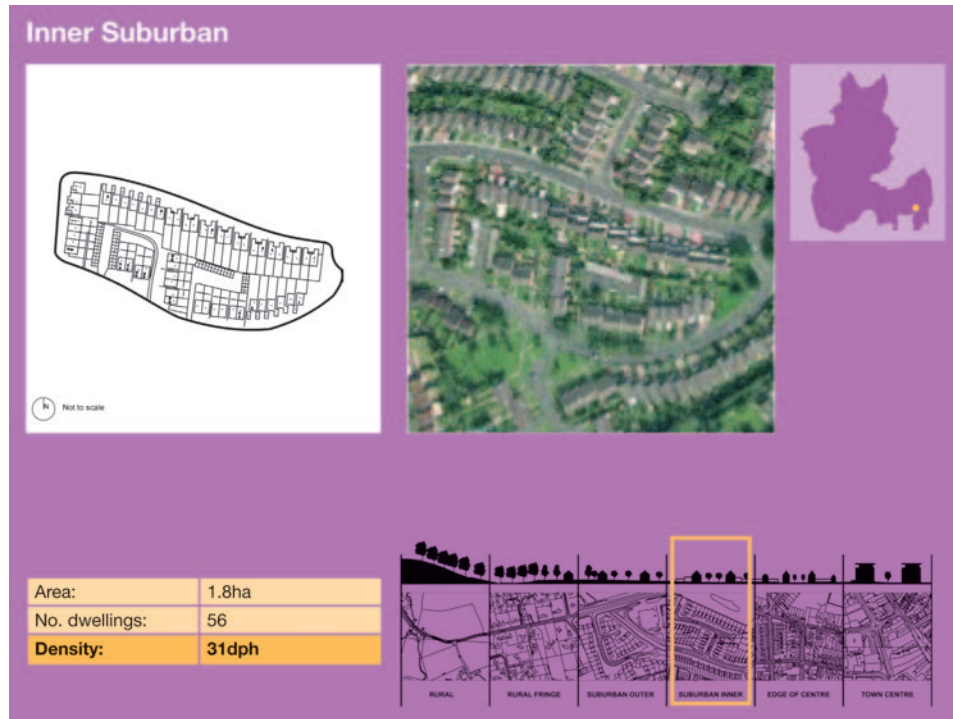 Inner Suburban
N
Not to scale
Area: 1.8ha
No. dwellings: 56
Density: 31dph
RURAL RURAL FRINGE SUBURBAN OUTER SUBURBAN INNER EDGE OF CENTRE TOWN CENTRE